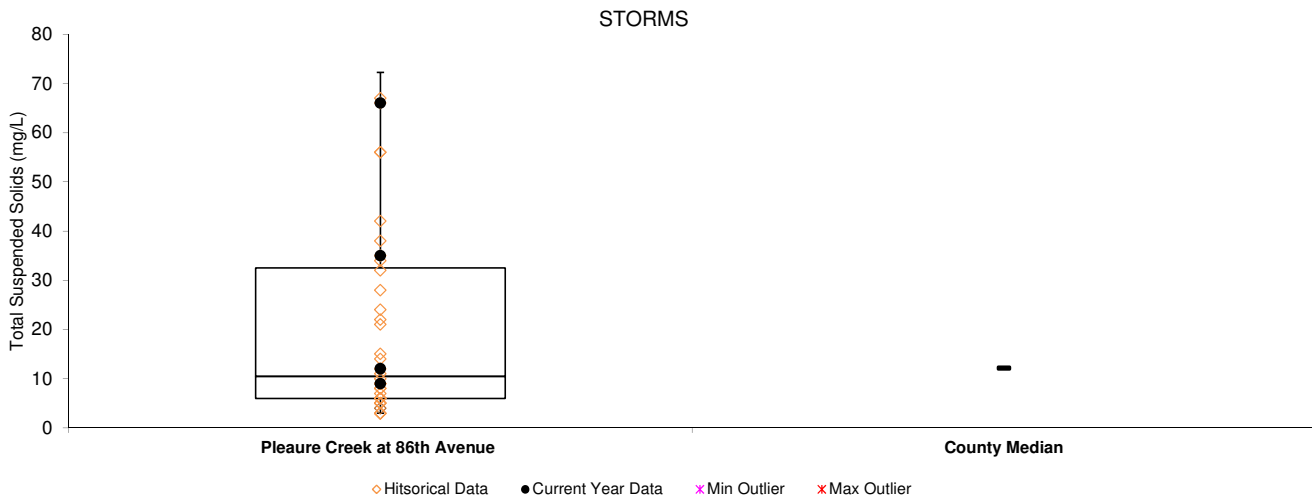 STORMS
Total Suspended Solids (mg/L)
80
70
60
50
40
30
20
10
0
Pleaure Creek at 86th Avenue
County Median
Hitsorical Data
Current Year Data
Min Outlier
Max Outlier